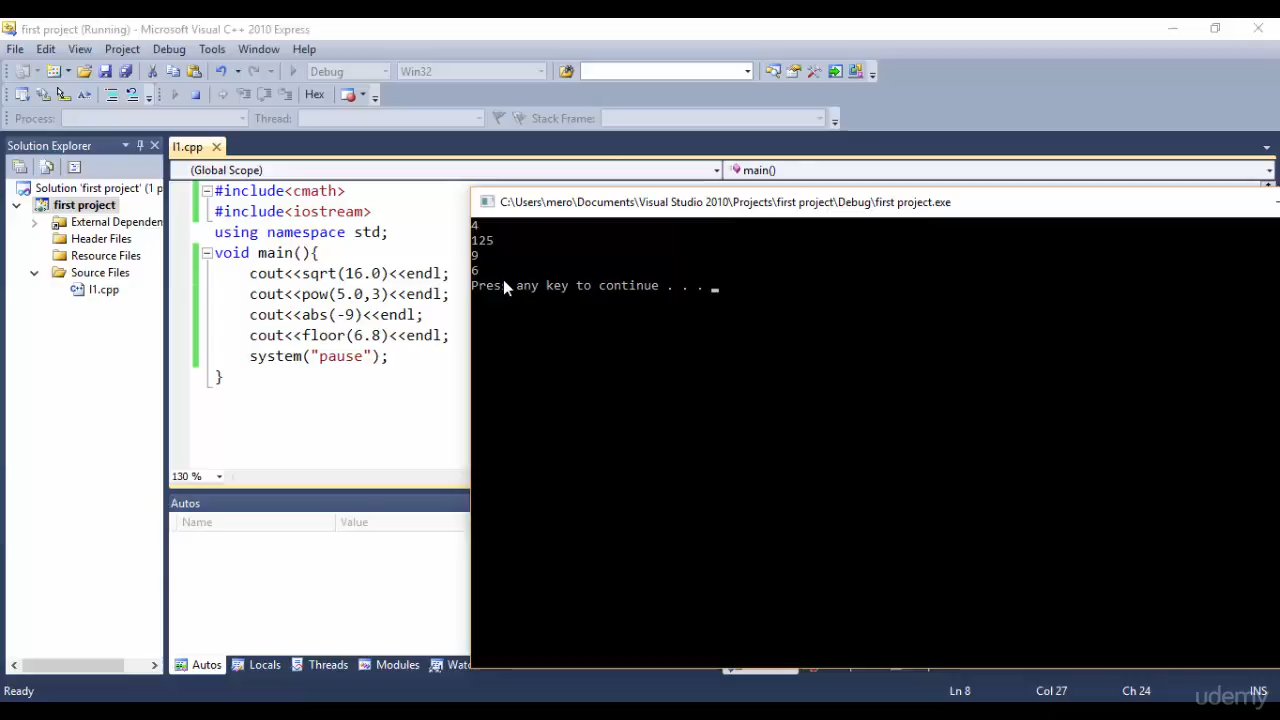 first project (Running) - Microsoft Visual C++ 2010 Express
File Edit View Project Debug Tools Window Help
Debug Win32
Hex
Process: Thread: Stack Frame:
Solution Explorer
l1.cpp
(Global Scope) main()
Solution 'first project' (1 p
first project
External Dependen
Header Files
Resource Files
Source Files
l1.cpp
#include<cmath>
#include<iostream>
using namespace std;
void main(){
cout<<sqrt(16.0)<<endl;
cout<<pow(5.0,3)<<endl;
cout<<abs(-9)<<endl;
cout<<floor(6.8)<<endl;
system("pause");
}
130 %
C:\Users\mero\Documents\Visual Studio 2010\Projects\first project\Debug\first project.exe
4
125
9
6
Press any key to continue . . .
Autos
Name Value
Autos Locals Threads Modules Watc
Ready Ln 8 Col 27 Ch 24 INS
udemy